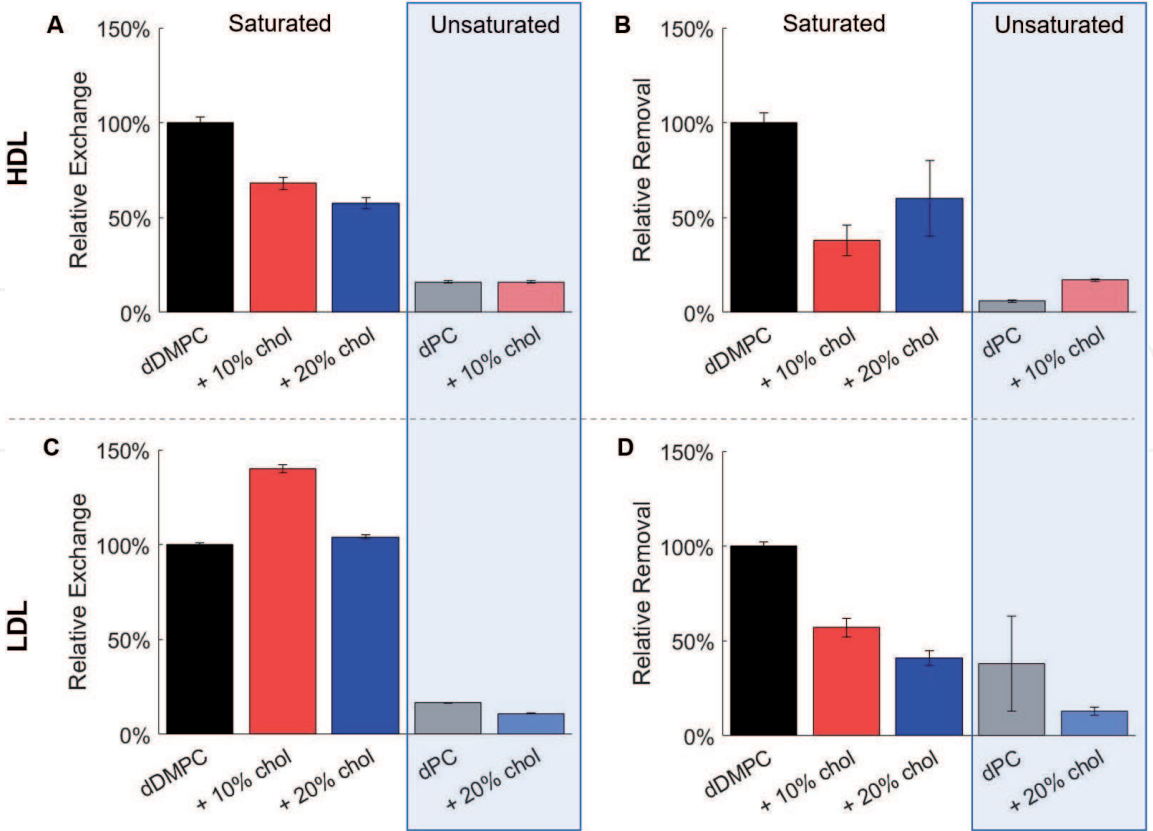 A
Saturated
Unsaturated
B
Saturated
Unsaturated
HDL
Relative Exchange
150%
100%
50%
0%
dDMPC
+ 10% chol
+ 20% chol
dPC
+ 10% chol
Relative Removal
150%
100%
50%
0%
dDMPC
+ 10% chol
+ 20% chol
dPC
+ 10% chol
LDL
C
Relative Exchange
150%
100%
50%
0%
dDMPC
+ 10% chol
+ 20% chol
dPC
+ 20% chol
D
Relative Removal
150%
100%
50%
0%
dDMPC
+ 10% chol
+ 20% chol
dPC
+ 20% chol